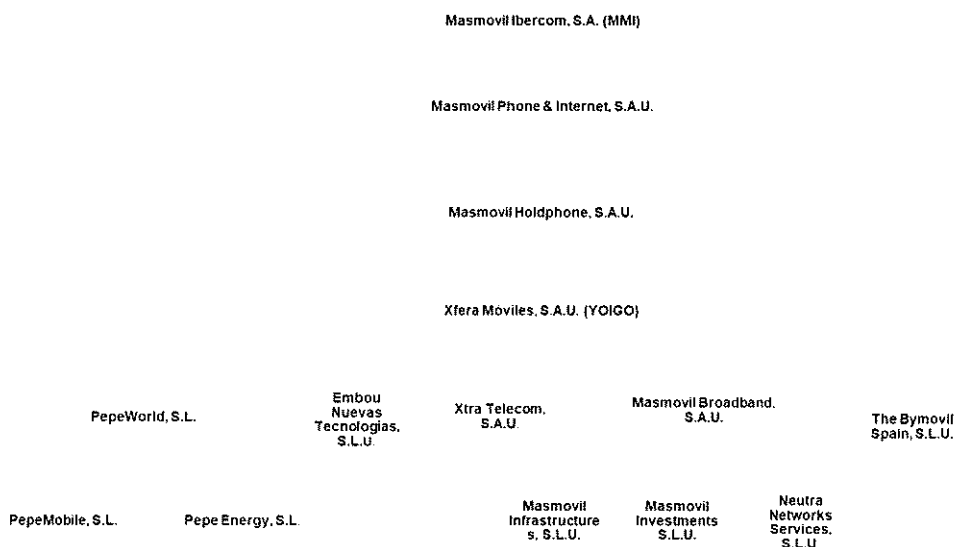 Masmovil Ibercom, S.A. (MMI)
Masmovil Phone & Internet, S.A.U.
Masmovil Holdphone, S.A.U.
Xfera Móviles, S.A.U. (YOIGO)
PepeWorld, S.L.
Embou
Nuevas
Tecnologias,
S.L.U.
Xtra Telecom,
S.A.U.
Masmovil Broadband,
S.A.U.
The Bymovil
Spain, S.L.U.
PepeMobile, S.L.
Pepe Energy, S.L.
Masmovil
Infrastructure
s, S.L.U.
Masmovil
Investments
S.L.U.
Neutra
Networks
Services,
S.L.U